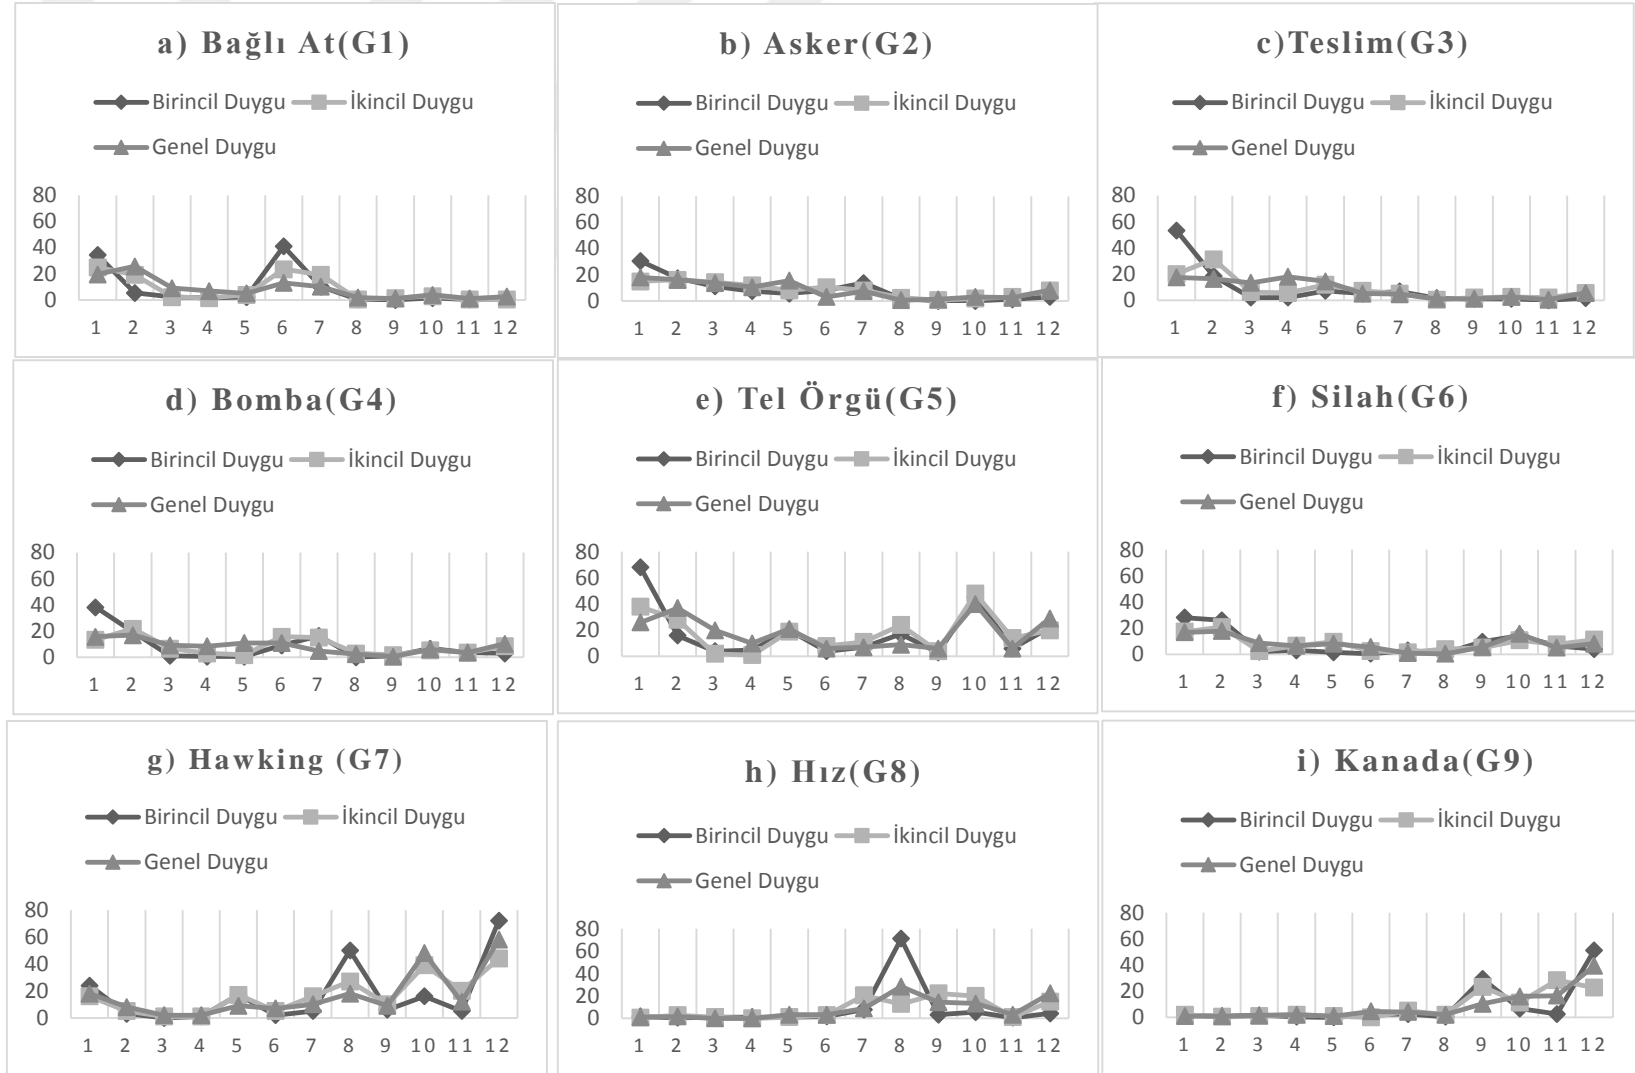 a) Bağlı At(G1)
Birincil Duygu İkincil Duygu
Genel Duygu
80
60
40
20
0
1 2 3 4 5 6 7 8 9 10 11 12
b) Asker(G2)
Birincil Duygu İkincil Duygu
Genel Duygu
80
60
40
20
0
1 2 3 4 5 6 7 8 9 10 11 12
c)Teslim(G3)
Birincil Duygu İkincil Duygu
Genel Duygu
80
60
40
20
0
1 2 3 4 5 6 7 8 9 10 11 12
d) Bomba(G4)
Birincil Duygu İkincil Duygu
Genel Duygu
80
60
40
20
0
1 2 3 4 5 6 7 8 9 10 11 12
e) Tel Örgü(G5)
Birincil Duygu İkincil Duygu
Genel Duygu
80
60
40
20
0
1 2 3 4 5 6 7 8 9 10 11 12
f) Silah(G6)
Birincil Duygu İkincil Duygu
Genel Duygu
80
60
40
20
0
1 2 3 4 5 6 7 8 9 10 11 12
g) Hawking (G7)
Birincil Duygu İkincil Duygu
Genel Duygu
80
60
40
20
0
1 2 3 4 5 6 7 8 9 10 11 12
h) Hız(G8)
Birincil Duygu İkincil Duygu
Genel Duygu
80
60
40
20
0
1 2 3 4 5 6 7 8 9 10 11 12
i) Kanada(G9)
Birincil Duygu İkincil Duygu
Genel Duygu
80
60
40
20
0
1 2 3 4 5 6 7 8 9 10 11 12